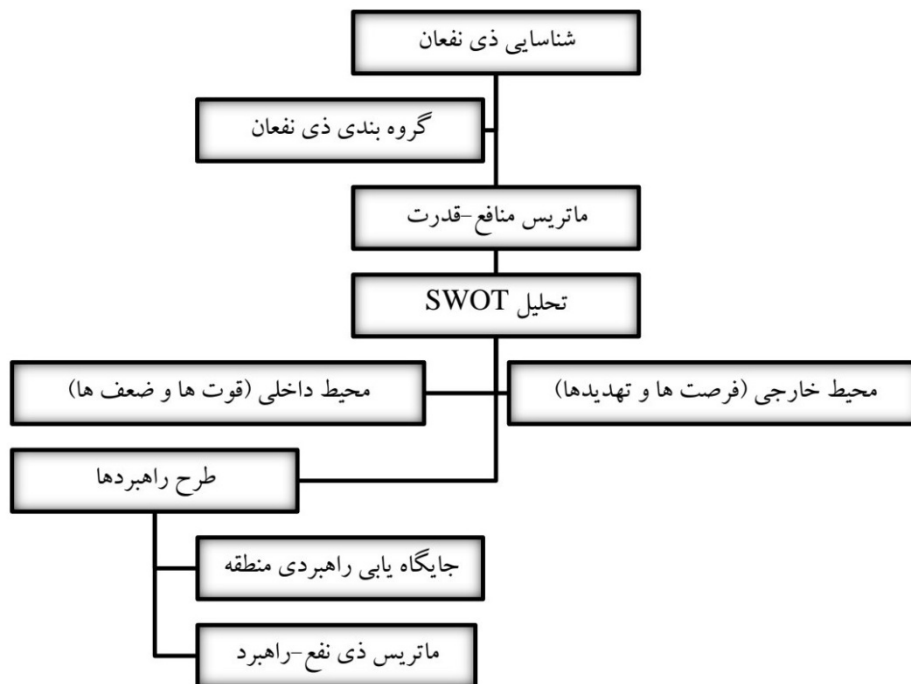 شناسایی ذی نفعان
گروه بندی ذی نفعان
ماتریس منافع–قدرت
تحلیل SWOT
محیط خارجی (فرصت ها و تهدیدها)
محیط داخلی (قوت ها و ضعف ها)
طرح راهبردها
جایگاه یابی راهبردی منطقه
ماتریس ذی نفع–راهبرد